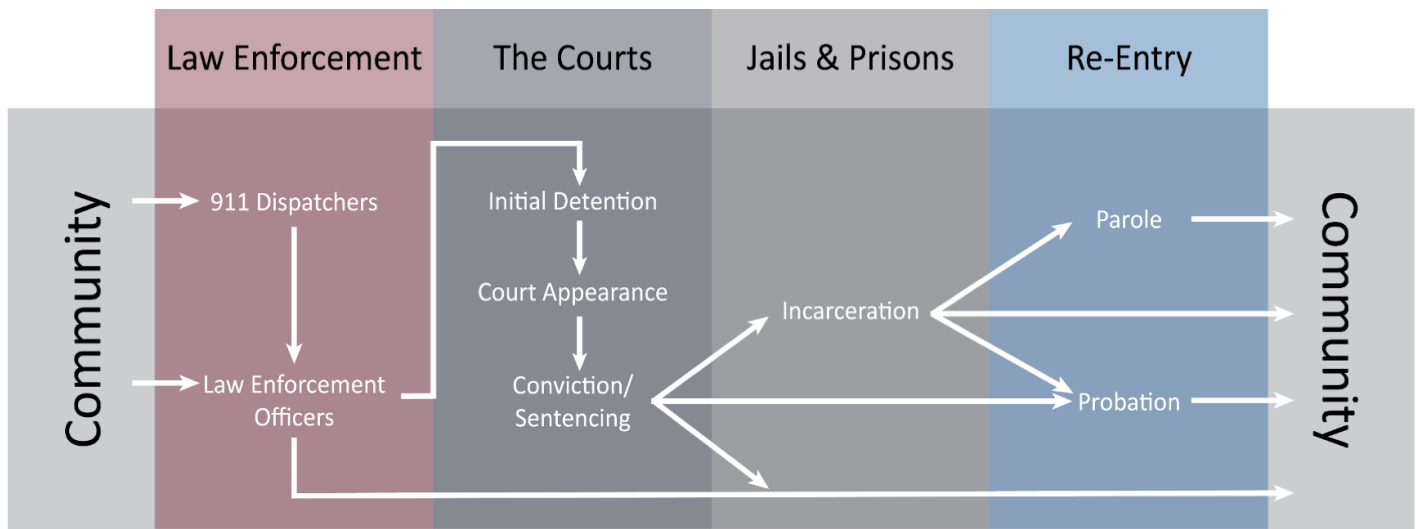 Law Enforcement
The Courts
Jails & Prisons
Re-Entry
Community
911 Dispatchers
Law Enforcement
Officers
Initial Detention
Court Appearance
Conviction/
Sentencing
Incarceration
Parole
Probation
Community